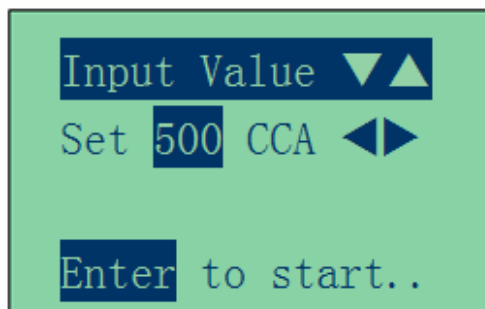 Input Value ▼▲
Set 500 CCA ◀▶
Enter to start..